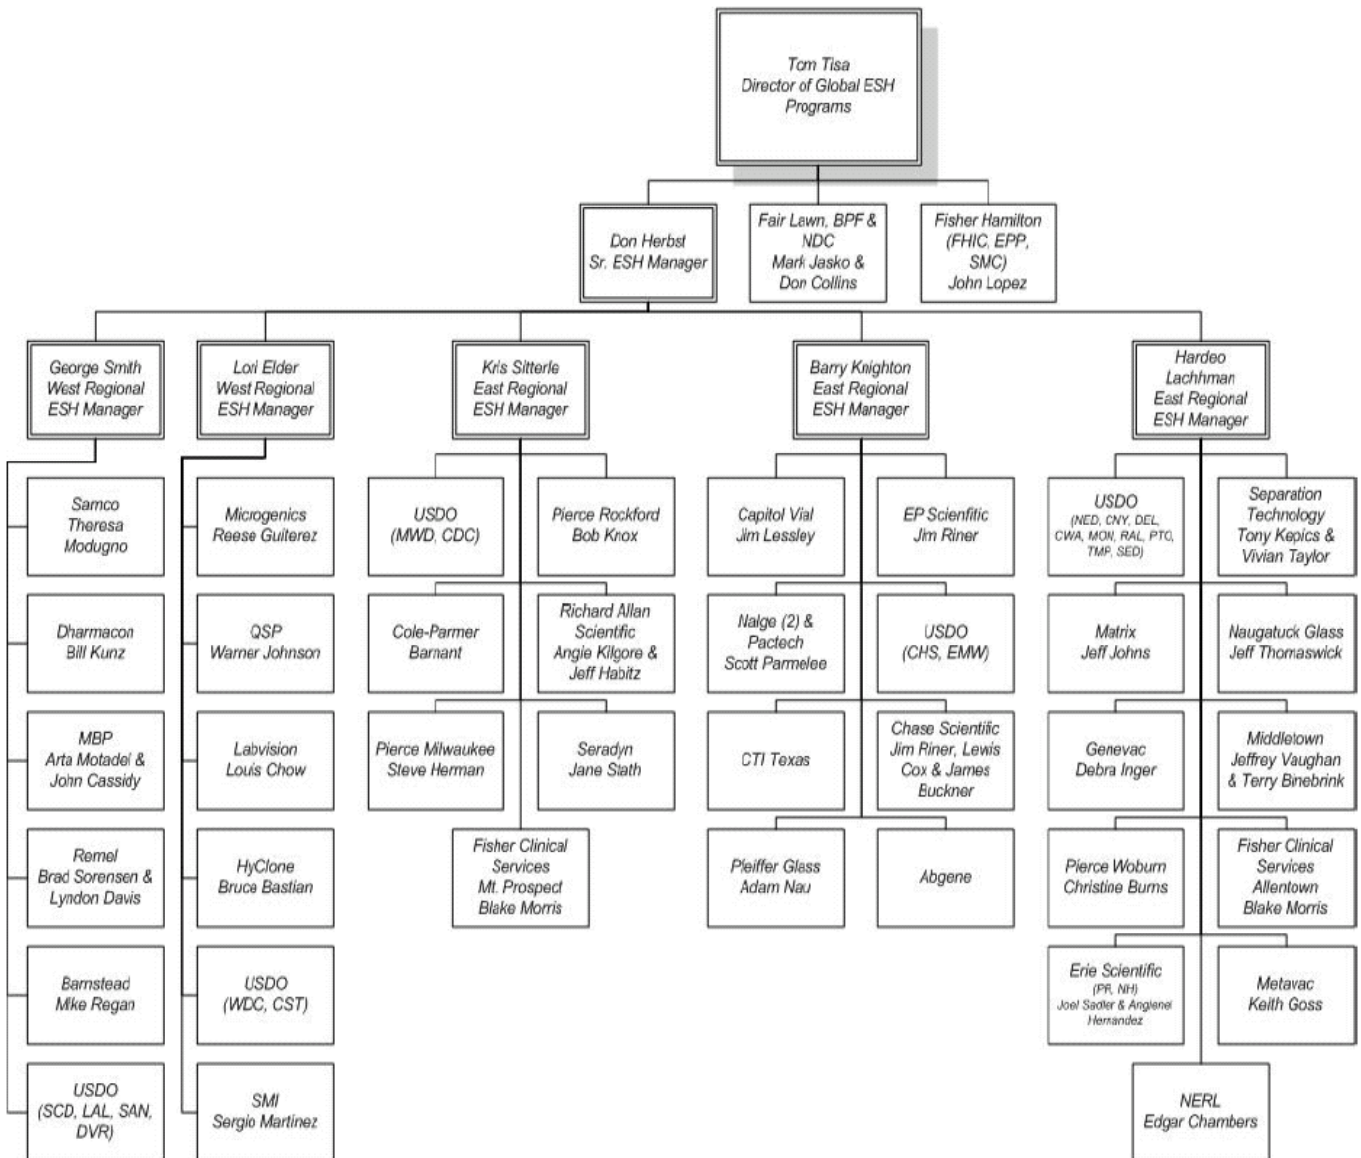 Tom Tisa
Director of Global ESH
Programs
Don Herbst
Sr. ESH Manager
Fair Lawn, BPF &
NDC
Mark Jasko &
Don Collins
Fisher Hamilton
(FHIC, EPP,
SMC)
John Lopez
George Smith
West Regional
ESH Manager
Lori Elder
West Regional
ESH Manager
Kris Sitterle
East Regional
ESH Manager
Barry Knighton
East Regional
ESH Manager
Hardeo
Lachhman
East Regional
ESH Manager
Samco
Theresa
Modugno
Dharmacon
Bill Kunz
MBP
Arta Motadel &
John Cassidy
Remel
Brad Sorensen &
Lyndon Davis
Barnstead
Mike Regan
USDO
(SCD, LAL, SAN,
DVR)
Microgenics
Reese Guiterez
QSP
Warner Johnson
Labvision
Louis Chow
HyClone
Bruce Bastian
USDO
(WDC, CST)
SMI
Sergio Martinez
USDO
(MWD, CDC)
Pierce Rockford
Bob Knox
Cole-Parmer
Barnant
Richard Allan
Scientific
Angie Kilgore &
Jeff Habitz
Pierce Milwaukee
Steve Herman
Seradyn
Jane Slath
Fisher Clinical
Services
Mt. Prospect
Blake Morris
Capitol Vial
Jim Lessley
EP Scienfitic
Jim Riner
Nalge (2) &
Pactech
Scott Parmelee
USDO
(CHS, EMW)
CTI Texas
Chase Scientific
Jim Riner, Lewis
Cox & James
Buckner
Pfeiffer Glass
Adam Nau
Abgene
USDO
(NED, CNY, DEL,
CWA, MON, RAL, PTC,
TMP, SED)
Separation
Technology
Tony Kepics &
Vivian Taylor
Matrix
Jeff Johns
Naugatuck Glass
Jeff Thomaswick
Genevac
Debra Inger
Middletown
Jeffrey Vaughan
& Terry Binebrink
Pierce Woburn
Christine Burns
Fisher Clinical
Services
Allentown
Blake Morris
Erie Scientific
(PR, NH)
Joel Sadler & Angienel
Hernandez
Metavac
Keith Goss
NERL
Edgar Chambers